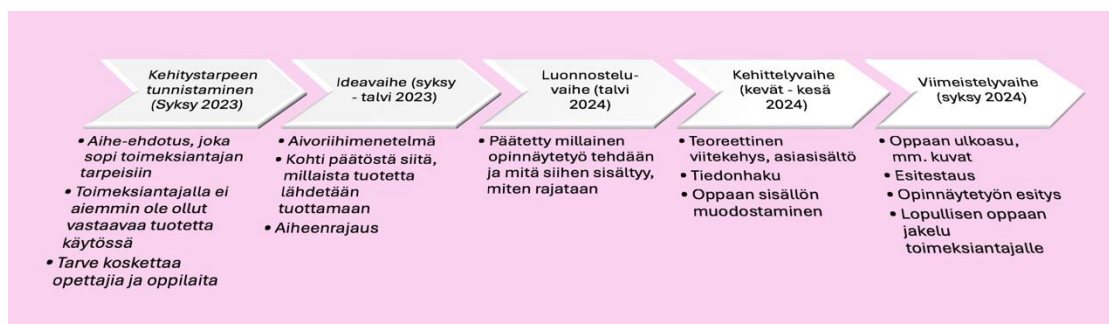 Kehitystarpeen
tunnistaminen
(Syksy 2023)
• Aihe-ehdotus, joka
sopi toimeksiantajan
tarpeisiin
• Toimeksiantajalla ei
aiemmin ole ollut
vastaavaa tuotetta
käytössä
• Tarve koskettaa
opettajia ja oppilaita
Ideavaihe (syksy
- talvi 2023)
• Aivoriihimenetelmä
• Kohti päätöstä siitä,
millaista tuotetta
lähdetään
tuottamaan
• Aiheenrajaus
Luonnostelu-
vaihe (talvi
2024)
• Päätetty millainen
opinnäytetyö tehdään
ja mitä siihen sisältyy,
miten rajataan
Kehittelyvaihe
(kevät - kesä
2024)
• Teoreettinen
viitekehys, asiasisältö
• Tiedonhaku
• Oppaan sisällön
muodostaminen
Viimeistelyvaihe
(syksy 2024)
• Oppaan ulkoasu,
mm. kuvat
• Esitestaus
• Opinnäytetyön esitys
• Lopullisen oppaan
jakelu
toimeksiantajalle